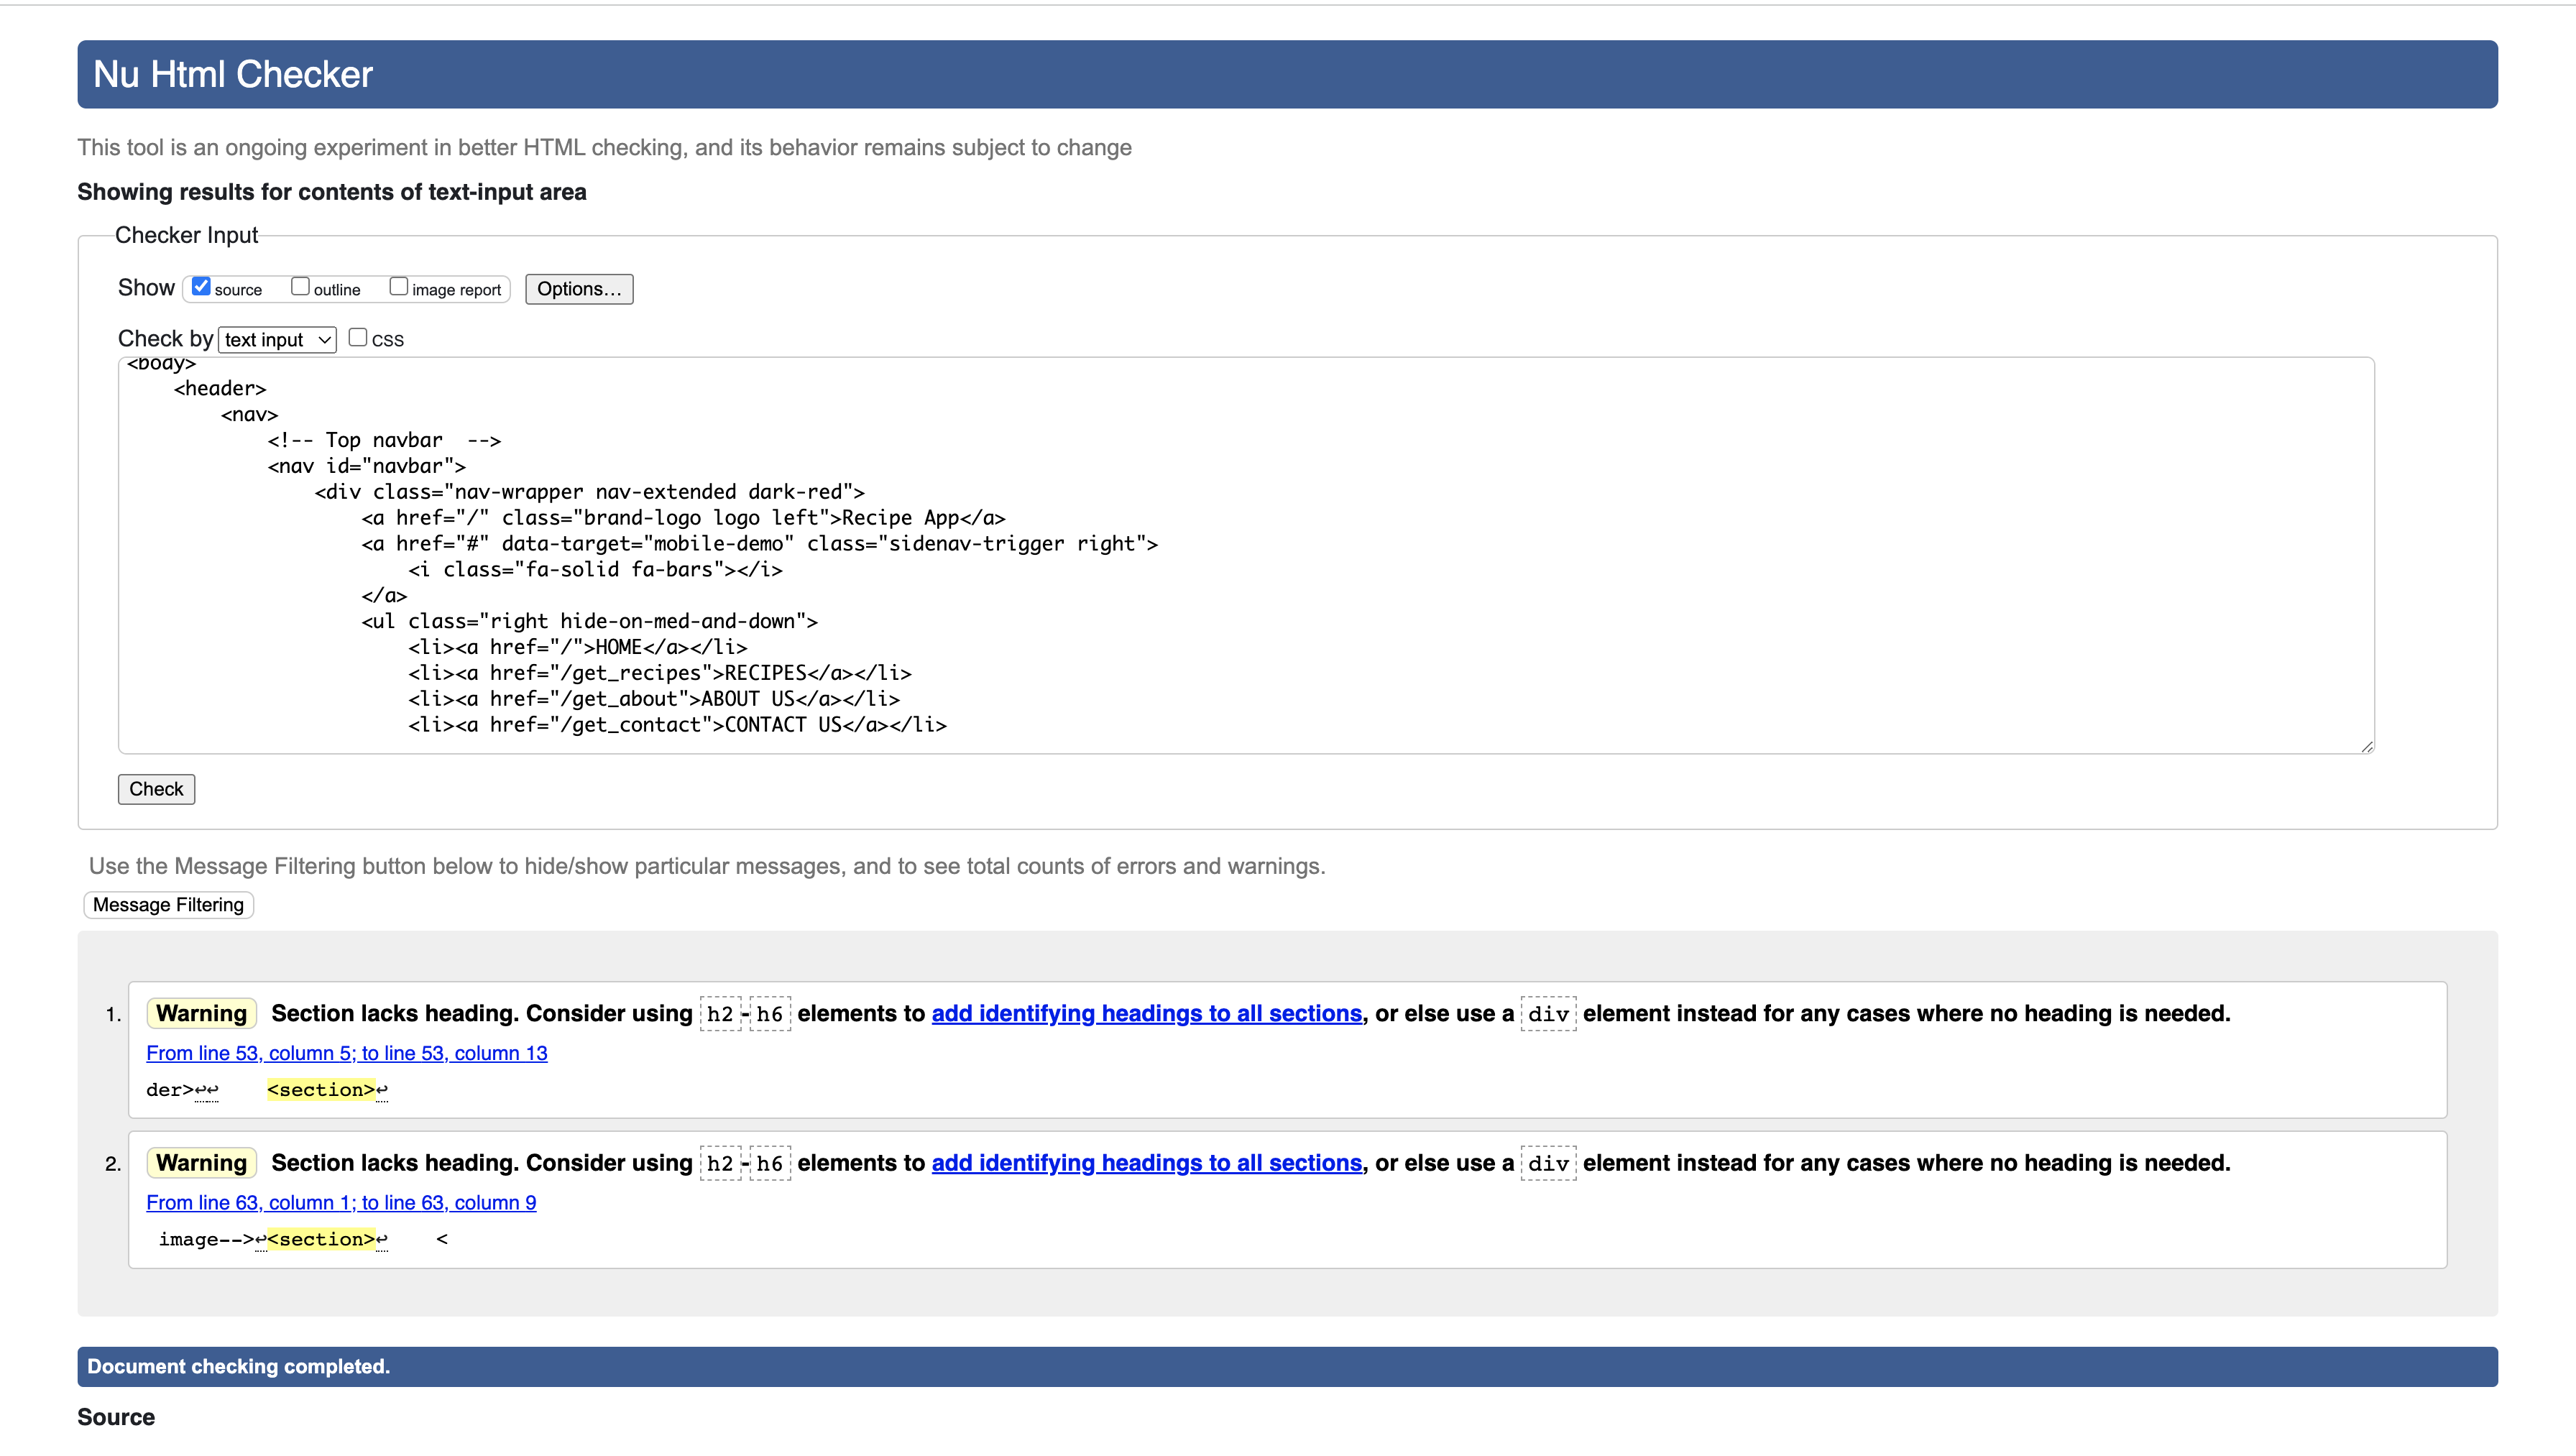 Nu Html Checker
This tool is an ongoing experiment in better HTML checking, and its behavior remains subject to change
Showing results for contents of text-input area
Checker Input
Show source outline image report Options...
Check by text input CSS
<body>
    <header>
        <nav>
            <!-- Top navbar  -->
            <nav id="navbar">
                <div class="nav-wrapper nav-extended dark-red">
                    <a href="/" class="brand-logo logo left">Recipe App</a>
                    <a href="#" data-target="mobile-demo" class="sidenav-trigger right">
                        <i class="fa-solid fa-bars"></i>
                    </a>
                    <ul class="right hide-on-med-and-down">
                        <li><a href="/">HOME</a></li>
                        <li><a href="/get_recipes">RECIPES</a></li>
                        <li><a href="/get_about">ABOUT US</a></li>
                        <li><a href="/get_contact">CONTACT US</a></li>
Check
Use the Message Filtering button below to hide/show particular messages, and to see total counts of errors and warnings.
Message Filtering
1. Warning Section lacks heading. Consider using h2-h6 elements to add identifying headings to all sections, or else use a div element instead for any cases where no heading is needed.
From line 53, column 5; to line 53, column 13
der>↩↩    <section>↩
2. Warning Section lacks heading. Consider using h2-h6 elements to add identifying headings to all sections, or else use a div element instead for any cases where no heading is needed.
From line 63, column 1; to line 63, column 9
 image-->↩<section>↩    <
Document checking completed.
Source